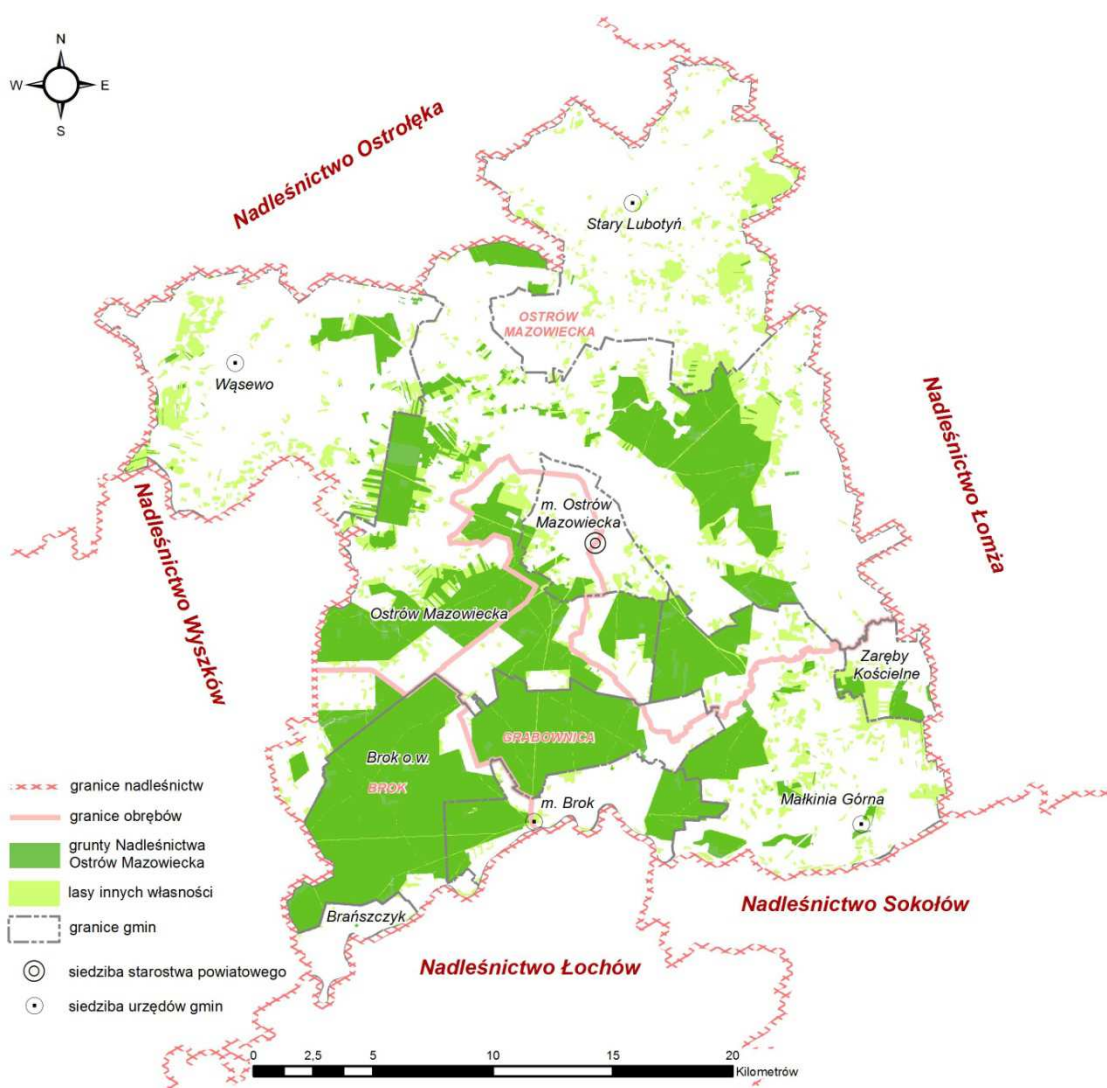 N
W E
S
Nadleśnictwo Ostrołęka
Stary Lubotyń
OSTRÓW
MAZOWIECKA
Wąsewo
Nadleśnictwo Łomża
Nadleśnictwo Wyszków
m. Ostrów
Mazowiecka
Ostrów Mazowiecka
Zaręby
Kościelne
GRABOWNICA
Brok o.w.
BROK
m. Brok
Małkinia Górna
Brańszczyk
Nadleśnictwo Sokołów
Nadleśnictwo Łochów
granice nadleśnictw
granice obrębów
grunty Nadleśnictwa
Ostrów Mazowiecka
lasy innych własności
granice gmin
siedziba starostwa powiatowego
siedziba urzędów gmin
0 2,5 5 10 15 20
Kilometrów